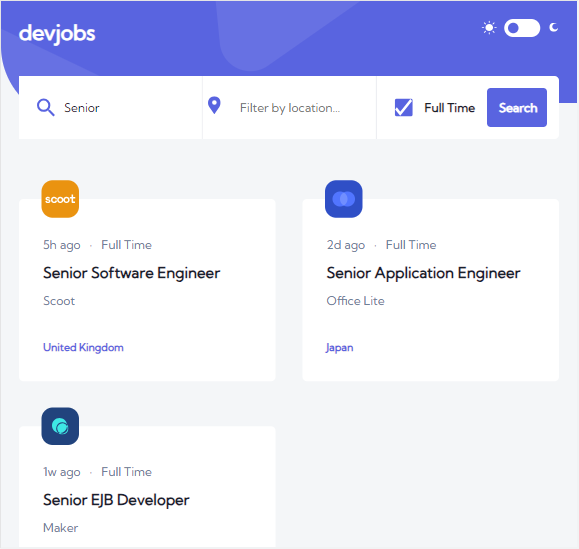 devjobs
Senior
Filter by location...
Full Time
Search
scoot
5h ago · Full Time
Senior Software Engineer
Scoot
United Kingdom
2d ago · Full Time
Senior Application Engineer
Office Lite
Japan
1w ago · Full Time
Senior EJB Developer
Maker